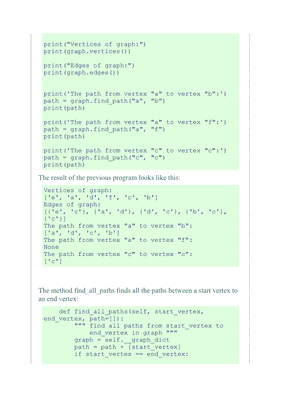 print("Vertices of graph:")
print(graph.vertices())
print("Edges of graph:")
print(graph.edges())
print('The path from vertex "a" to vertex "b":')
path = graph.find_path("a", "b")
print(path)
print('The path from vertex "a" to vertex "f":')
path = graph.find_path("a", "f")
print(path)
print('The path from vertex "c" to vertex "c":')
path = graph.find_path("c", "c")
print(path)
The result of the previous program looks like this:
Vertices of graph:
['e', 'a', 'd', 'f', 'c', 'b']
Edges of graph:
[{'e', 'c'}, {'a', 'd'}, {'d', 'c'}, {'b', 'c'},
{'c'}]
The path from vertex "a" to vertex "b":
['a', 'd', 'c', 'b']
The path from vertex "a" to vertex "f":
None
The path from vertex "c" to vertex "c":
['c']
The method find_all_paths finds all the paths between a start vertex to
an end vertex:
def find_all_paths(self, start_vertex,
end_vertex, path=[]):
""" find all paths from start_vertex to
end_vertex in graph """
graph = self.__graph_dict
path = path + [start_vertex]
if start_vertex == end_vertex: